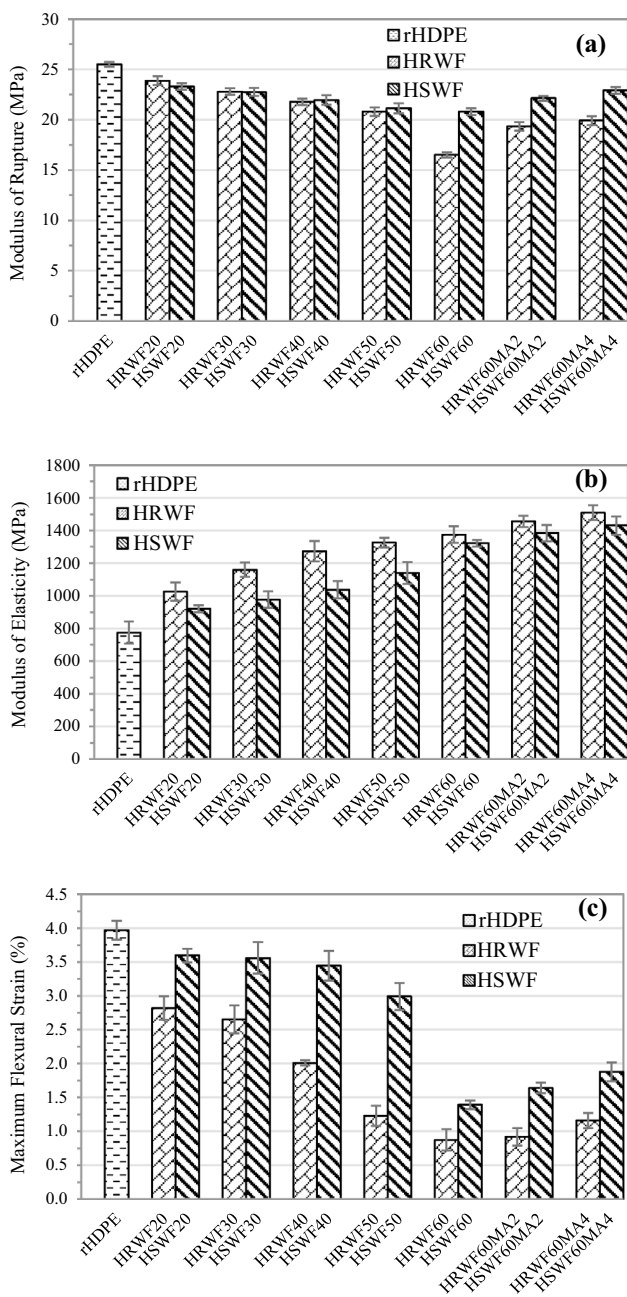 30
25
20
15
10
5
0
Modulus of Rupture (MPa)
rHDPE
HRWF
HSWF
(a)
rHDPE
HRWF20
HSWF20
HRWF30
HSWF30
HRWF40
HSWF40
HRWF50
HSWF50
HRWF60
HSWF60
HRWF60MA2
HSWF60MA2
HRWF60MA4
HSWF60MA4
1800
1600
1400
1200
1000
800
600
400
200
0
Modulus of Elasticity (MPa)
rHDPE
HRWF
HSWF
(b)
rHDPE
HRWF20
HSWF20
HRWF30
HSWF30
HRWF40
HSWF40
HRWF50
HSWF50
HRWF60
HSWF60
HRWF60MA2
HSWF60MA2
HRWF60MA4
HSWF60MA4
4.5
4.0
3.5
3.0
2.5
2.0
1.5
1.0
0.5
0.0
Maximum Flexural Strain (%)
rHDPE
HRWF
HSWF
(c)
rHDPE
HRWF20
HSWF20
HRWF30
HSWF30
HRWF40
HSWF40
HRWF50
HSWF50
HRWF60
HSWF60
HRWF60MA2
HSWF60MA2
HRWF60MA4
HSWF60MA4